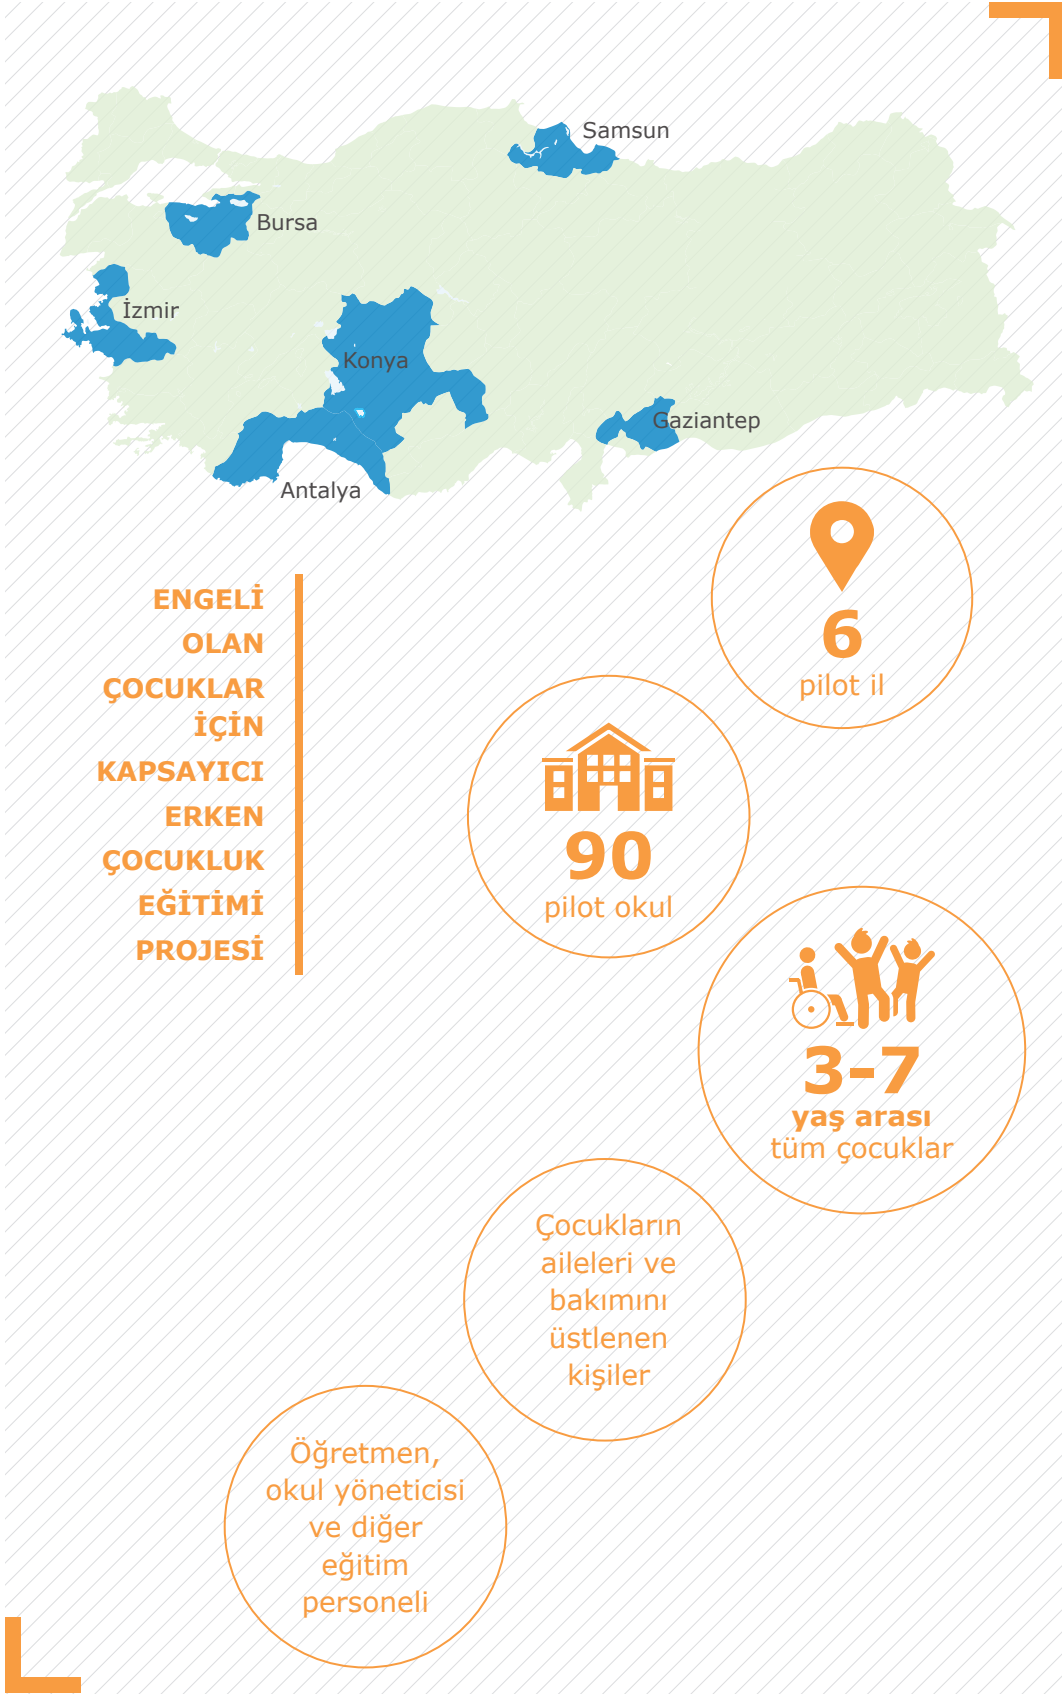 Samsun
Bursa
İzmir
Konya
Gaziantep
Antalya
ENGELİ
OLAN
ÇOCUKLAR
İÇİN
KAPSAYICI
ERKEN
ÇOCUKLUK
EĞİTİMİ
PROJESİ
6
pilot il
90
pilot okul
3-7
yaş arası
tüm çocuklar
Çocukların
aileleri ve
bakımını
üstlenen
kişiler
Öğretmen,
okul yöneticisi
ve diğer
eğitim
personeli